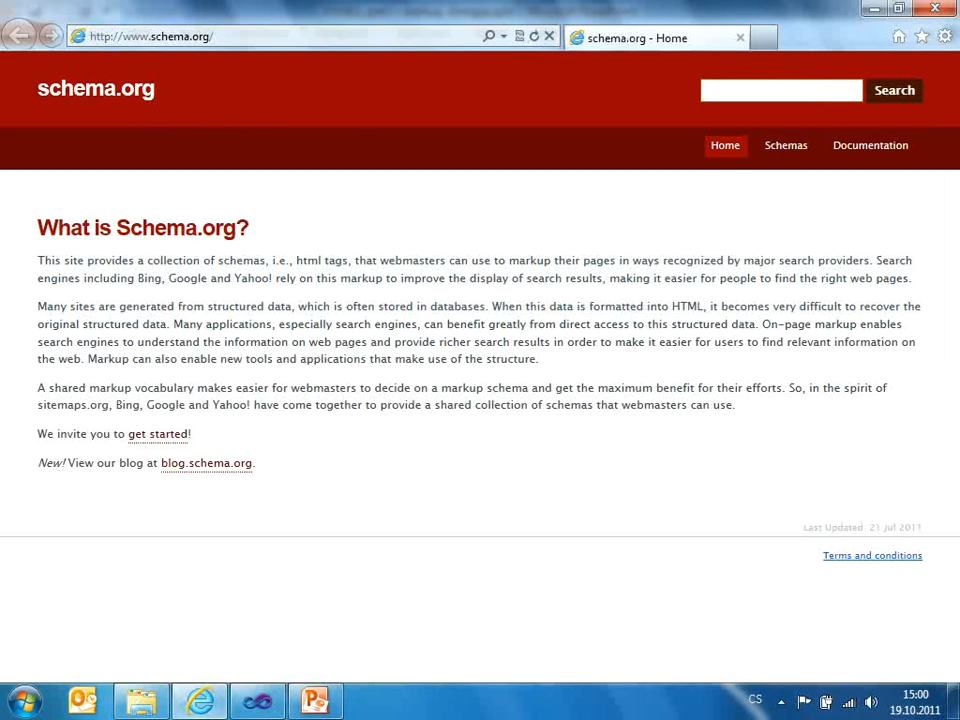 http://www.schema.org/
schema.org - Home
schema.org
Search
Home Schemas Documentation
What is Schema.org?
This site provides a collection of schemas, i.e., html tags, that webmasters can use to markup their pages in ways recognized by major search providers. Search
engines including Bing, Google and Yahoo! rely on this markup to improve the display of search results, making it easier for people to find the right web pages.
Many sites are generated from structured data, which is often stored in databases. When this data is formatted into HTML, it becomes very difficult to recover the
original structured data. Many applications, especially search engines, can benefit greatly from direct access to this structured data. On-page markup enables
search engines to understand the information on web pages and provide richer search results in order to make it easier for users to find relevant information on
the web. Markup can also enable new tools and applications that make use of the structure.
A shared markup vocabulary makes easier for webmasters to decide on a markup schema and get the maximum benefit for their efforts. So, in the spirit of
sitemaps.org, Bing, Google and Yahoo! have come together to provide a shared collection of schemas that webmasters can use.
We invite you to get started!
New! View our blog at blog.schema.org.
Last Updated: 21 Jul 2011
Terms and conditions
CS
15:00
19.10.2011